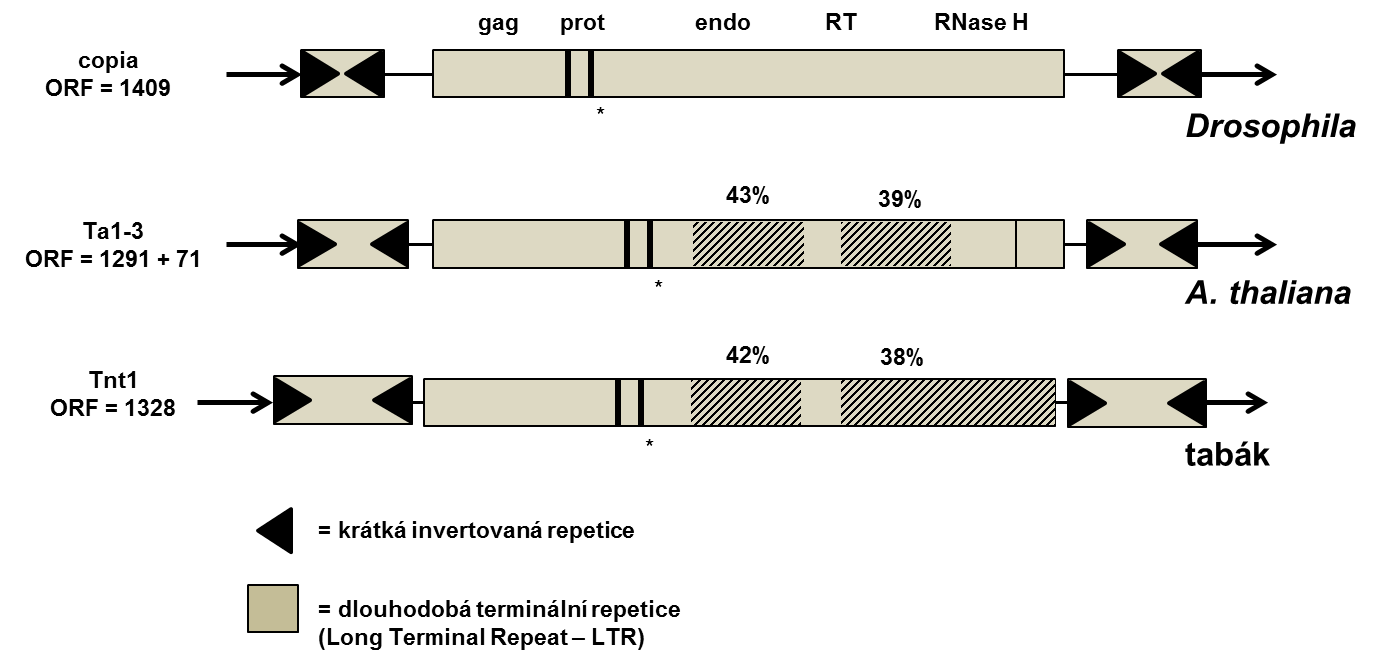 gag prot endo RT RNase H
copia
ORF = 1409
*
Drosophila
43% 39%
Ta1-3
ORF = 1291 + 71
*
A. thaliana
42% 38%
Tnt1
ORF = 1328
*
tabák
= krátká invertovaná repetice
= dlouhodobá terminální repetice
(Long Terminal Repeat – LTR)